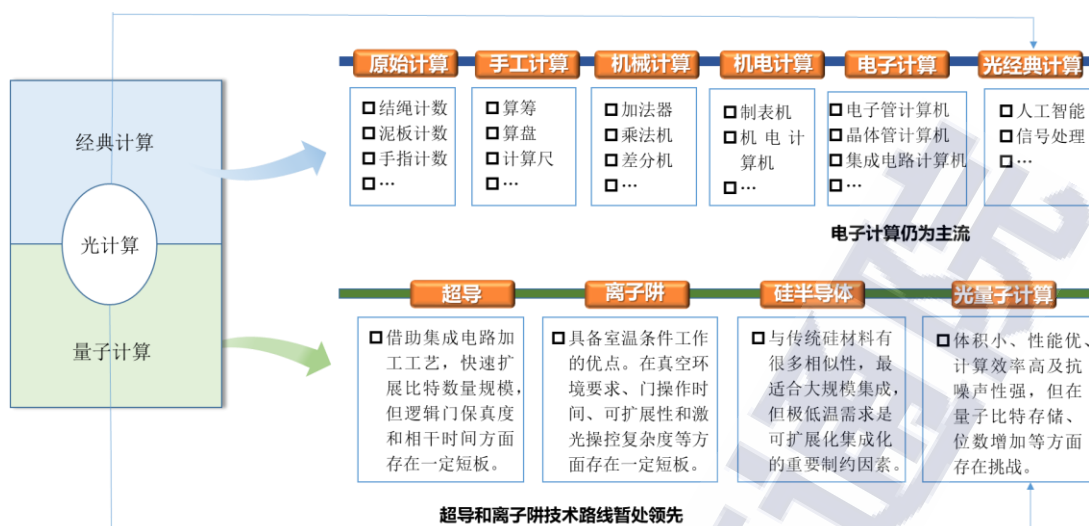 经典计算
光计算
量子计算
原始计算
结绳计数
泥板计数
手指计数
…
手工计算
算筹
算盘
计算尺
…
机械计算
加法器
乘法机
差分机
…
机电计算
制表机
机电计
算机
…
电子计算
电子管计算机
晶体管计算机
集成电路计算机
…
光经典计算
人工智能
信号处理
…
电子计算仍为主流
超导
借助集成电路加
工工艺，快速扩
展比特数量规模，
但逻辑门保真度
和相干时间方面
存在一定短板。
离子阱
具备室温条件工作
的优点。在真空环
境要求、门操作时
间、可扩展性和激
光操控复杂度等方
面存在一定短板。
硅半导体
与传统硅材料有
很多相似性，最
适合大规模集成，
但极低温需求是
可扩展化集成化
的重要制约因素。
光量子计算
体积小、性能优、
计算效率高及抗
噪声性强，但在
量子比特存储、
位数增加等方面
存在挑战。
超导和离子阱技术路线暂处领先